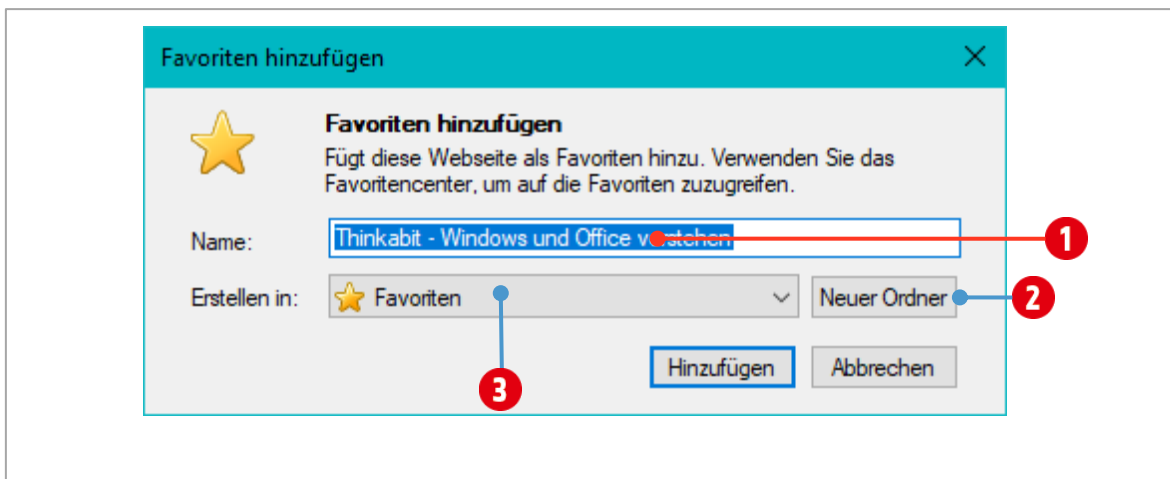 Favoriten hinzufügen
Favoriten hinzufügen
Fügt diese Webseite als Favoriten hinzu. Verwenden Sie das
Favoritencenter, um auf die Favoriten zuzugreifen.
Name: Thinkabit - Windows und Office verstehen 1
Erstellen in: Favoriten Neuer Ordner 2
3 Hinzufügen Abbrechen